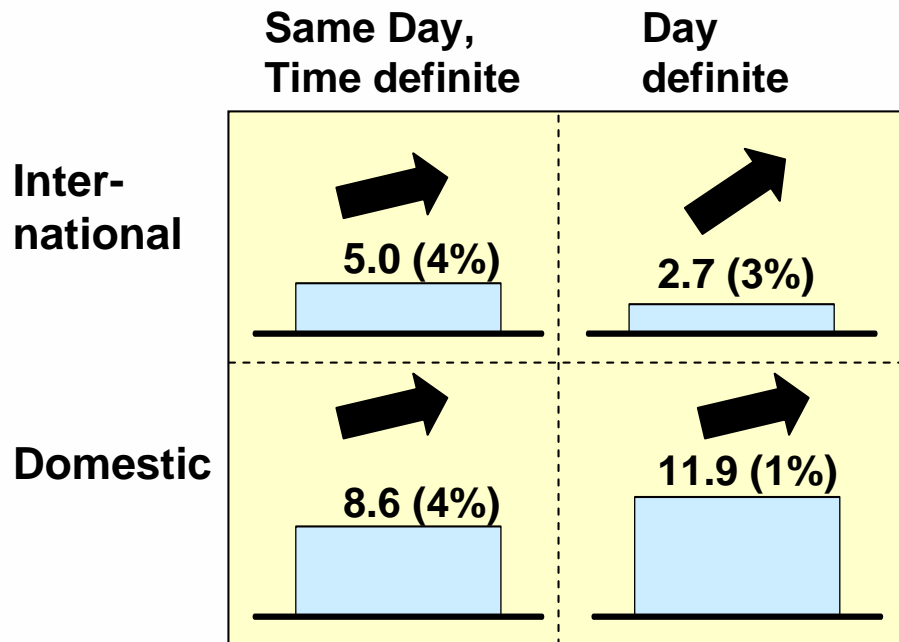 Same Day,
Time definite
Day
definite
Inter-
national
5.0 (4%)
2.7 (3%)
Domestic
8.6 (4%)
11.9 (1%)